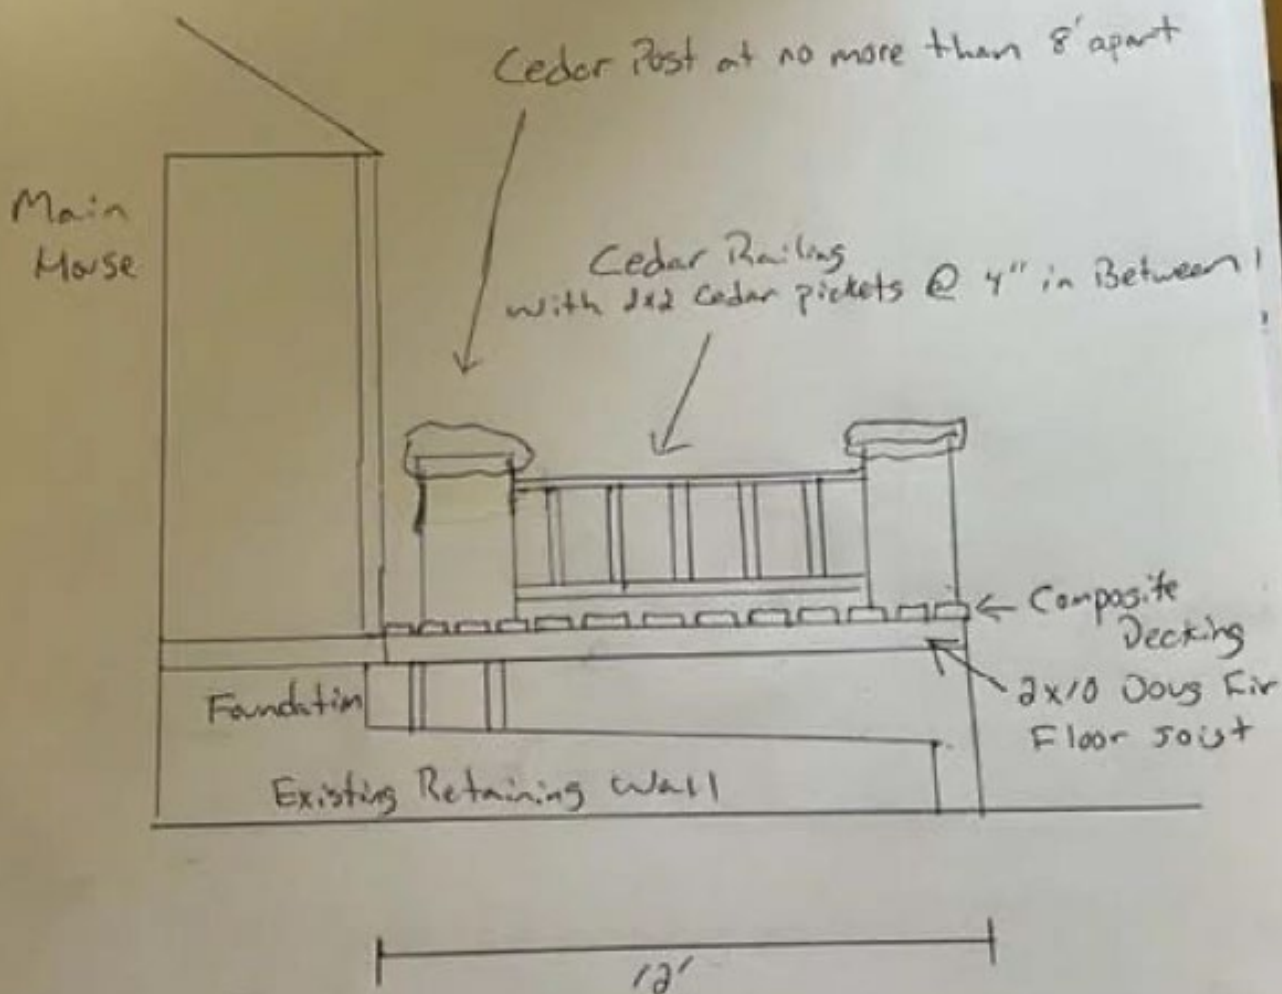 Cedar Post at no more than 8' apart
Main
House
Cedar Railing
with 2x2 Cedar pickets @ 4" in Between
Composite
Decking
2x10 Doug Fir
Floor Joist
Foundation
Existing Retaining Wall
12'